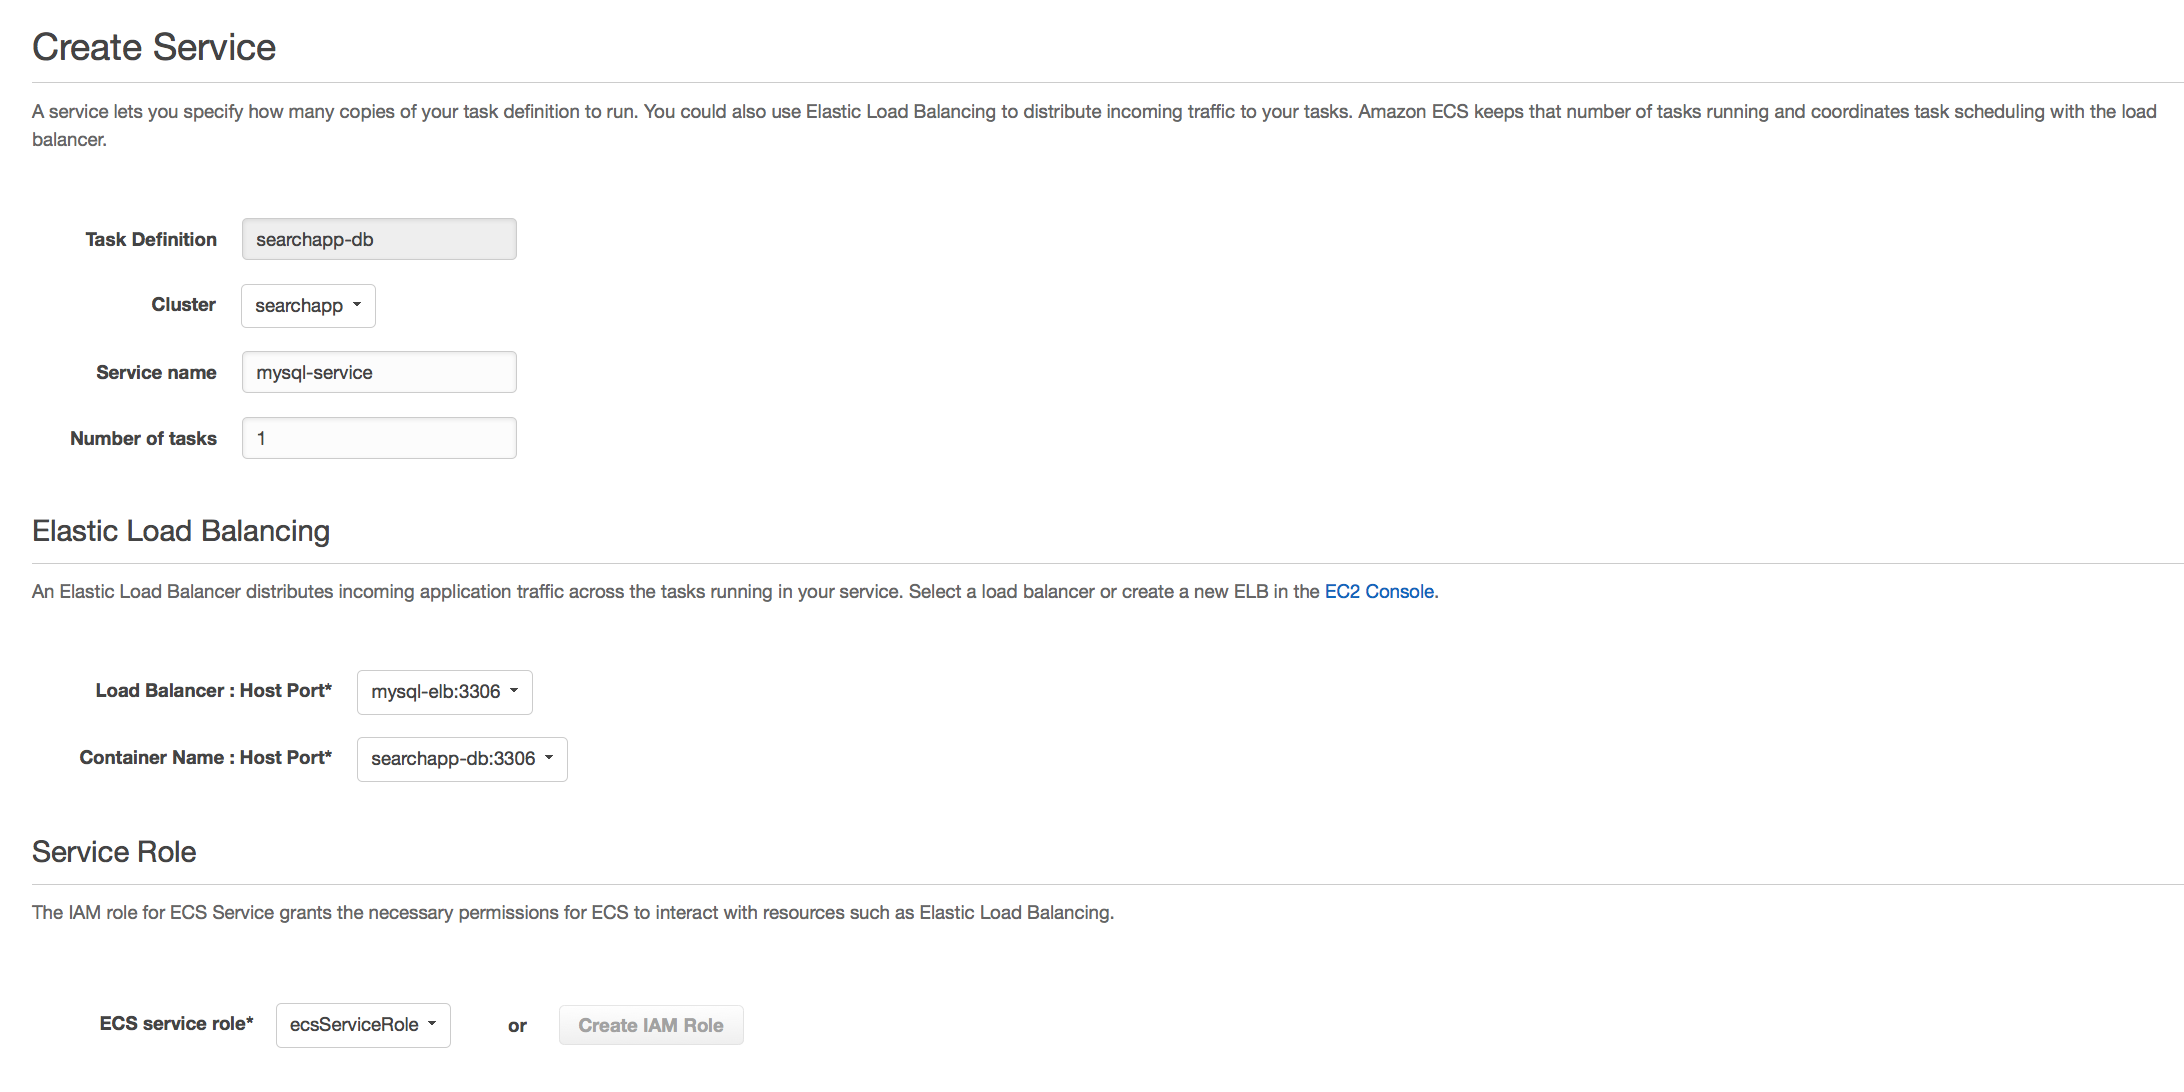 Create Service
A service lets you specify how many copies of your task definition to run. You could also use Elastic Load Balancing to distribute incoming traffic to your tasks. Amazon ECS keeps that number of tasks running and coordinates task scheduling with the load
balancer.
Task Definition searchapp-db
Cluster searchapp
Service name mysql-service
Number of tasks 1
Elastic Load Balancing
An Elastic Load Balancer distributes incoming application traffic across the tasks running in your service. Select a load balancer or create a new ELB in the EC2 Console.
Load Balancer : Host Port* mysql-elb:3306
Container Name : Host Port* searchapp-db:3306
Service Role
The IAM role for ECS Service grants the necessary permissions for ECS to interact with resources such as Elastic Load Balancing.
ECS service role* ecsServiceRole or Create IAM Role